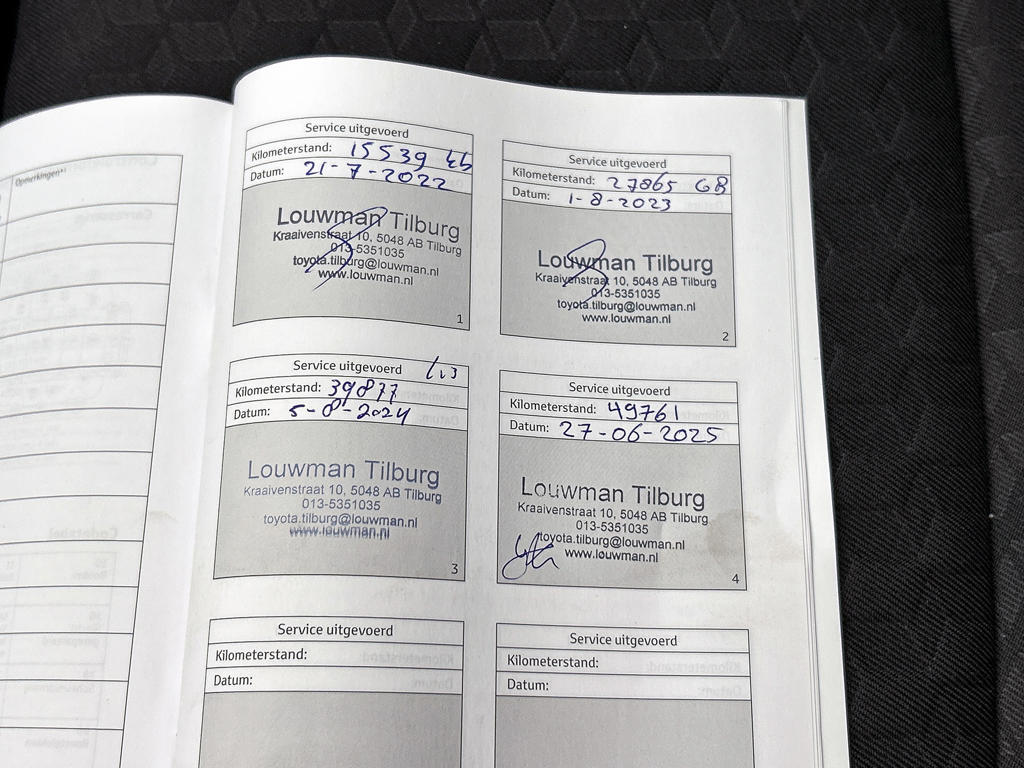 Opmerkingen*⁾
Service uitgevoerd
Kilometerstand: 15539
Datum: 21-7-2022
Louwman Tilburg
Kraaivenstraat 10, 5048 AB Tilburg
013-5351035
toyota.tilburg@louwman.nl
www.louwman.nl
1
Service uitgevoerd
Kilometerstand: 27865 GB
Datum: 1-8-2023
Louwman Tilburg
Kraaivenstraat 10, 5048 AB Tilburg
013-5351035
toyota.tilburg@louwman.nl
www.louwman.nl
2
Service uitgevoerd
Kilometerstand: 39877
Datum: 5-8-2024
Louwman Tilburg
Kraaivenstraat 10, 5048 AB Tilburg
013-5351035
toyota.tilburg@louwman.nl
www.louwman.nl
3
Service uitgevoerd
Kilometerstand: 49761
Datum: 27-06-2025
Louwman Tilburg
Kraaivenstraat 10, 5048 AB Tilburg
013-5351035
toyota.tilburg@louwman.nl
www.louwman.nl
4
Service uitgevoerd
Kilometerstand:
Datum:
Service uitgevoerd
Kilometerstand:
Datum: